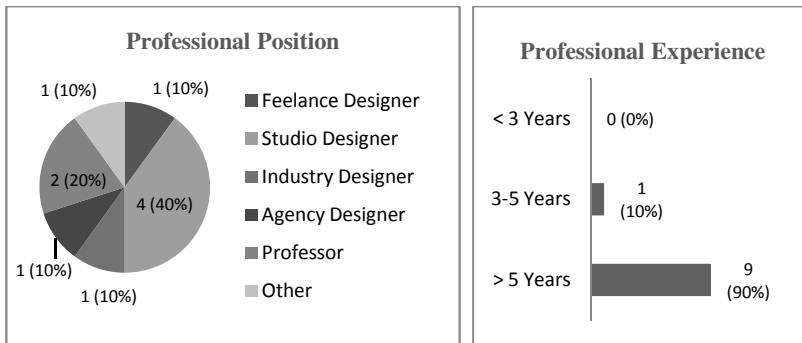 Professional Position
1 (10%)
1 (10%)
2 (20%)
4 (40%)
1 (10%)
1 (10%)
Feelance Designer
Studio Designer
Industry Designer
Agency Designer
Professor
Other
Professional Experience
< 3 Years
0 (0%)
3-5 Years
1
(10%)
> 5 Years
9
(90%)